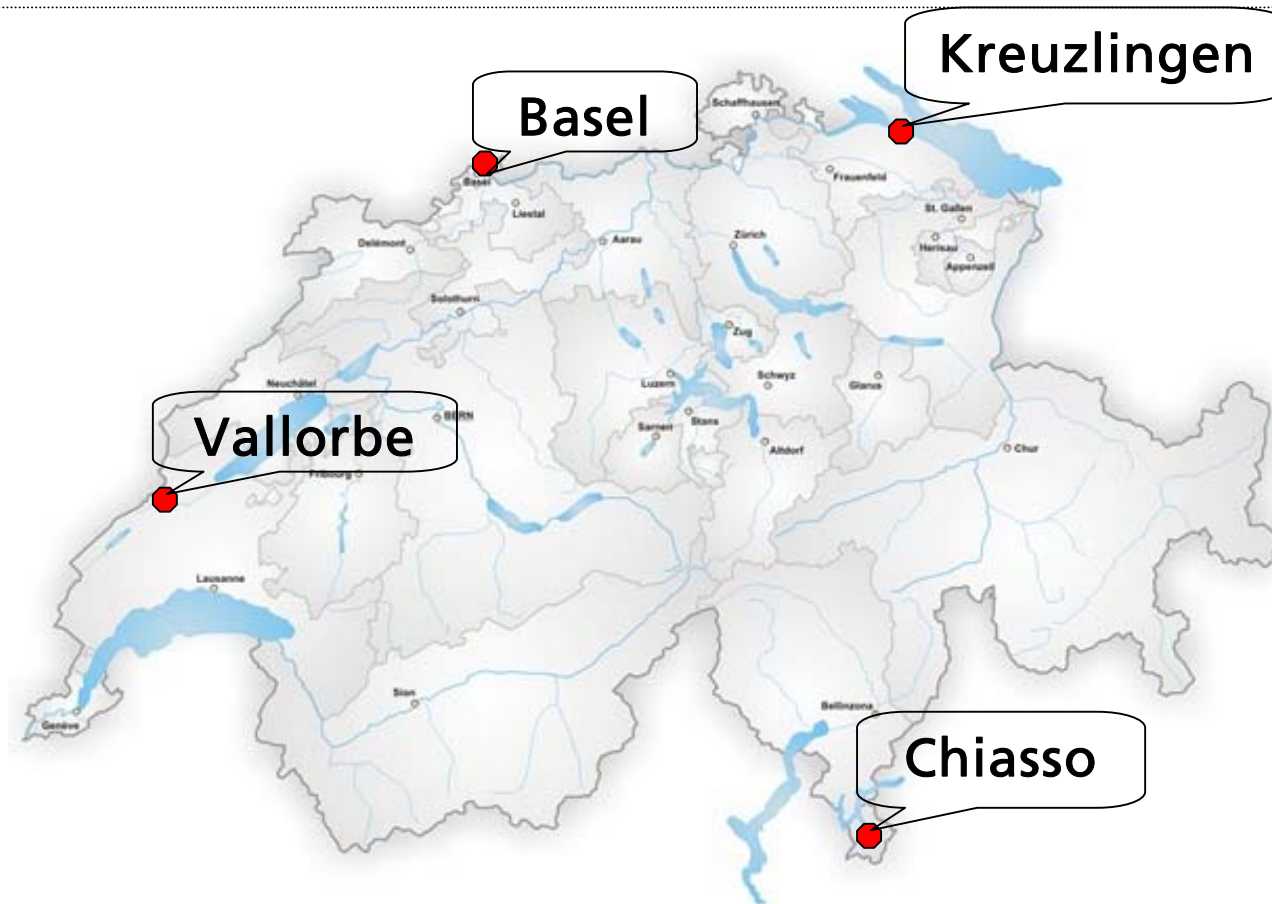 Kreuzlingen
Basel
Schaffhausen
Basel
Frauenfeld
Liestal
St. Gallen
Delémont
Aarau
Zürich
Herisau
Appenzell
Solothurn
Zug
Neuchâtel
Luzern
Schwyz
Glarus
Vallorbe
BERN
Stans
Sarnen
Altdorf
Chur
Fribourg
Lausanne
Sion
Bellinzona
Genève
Chiasso